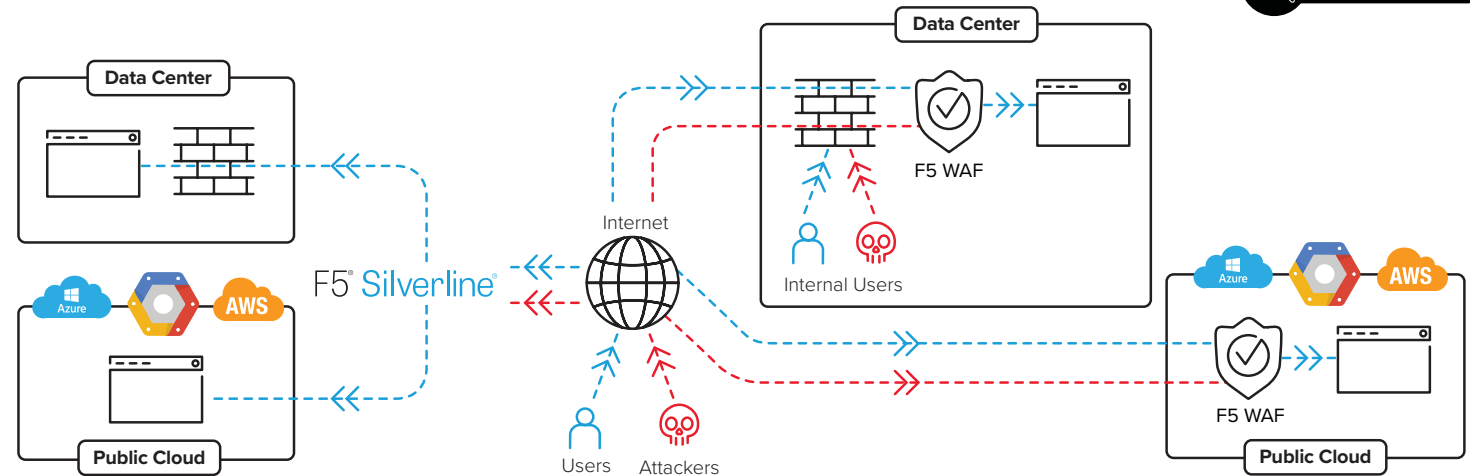 Data Center
Data Center
F5 WAF
Internet
Internal Users
F5® Silverline®
Azure
AWS
Azure
AWS
F5 WAF
Public Cloud
Public Cloud
Users
Attackers